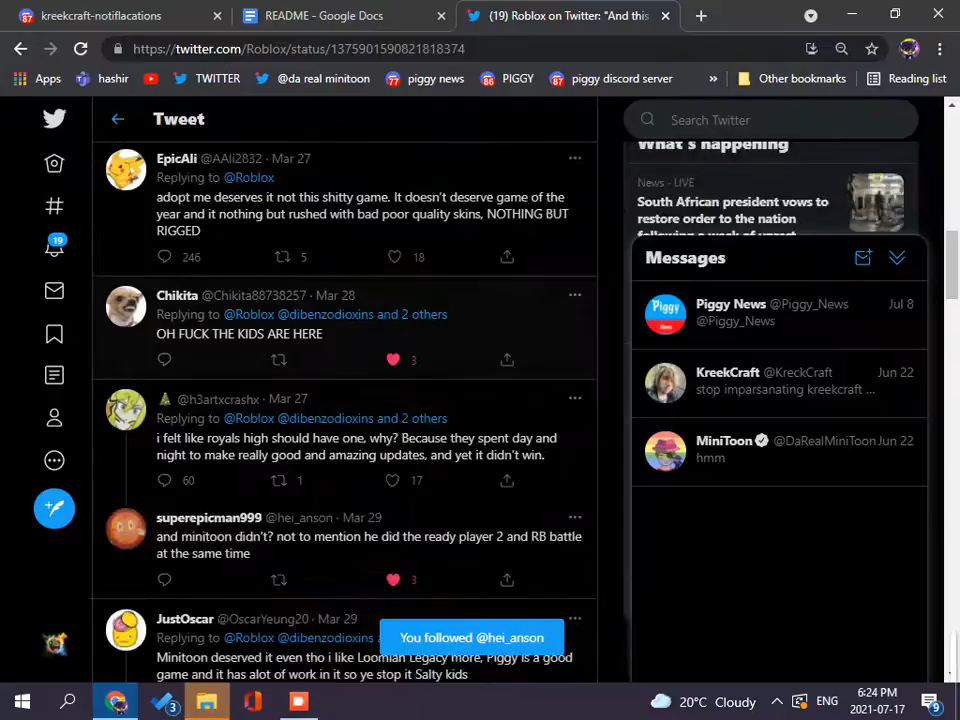 kreekcraft-notiflacations
README - Google Docs
(19) Roblox on Twitter: "And this
https://twitter.com/Roblox/status/1375901590821818374
Apps
hashir
TWITTER
@da real minitoon
77
piggy news
86
PIGGY
87
piggy discord server
»
Other bookmarks
Reading list
Tweet
Search Twitter
What's happening
News · LIVE
South African president vows to
restore order to the nation
EpicAli @AAli2832 · Mar 27
Replying to @Roblox
adopt me deserves it not this shitty game. It doesn't deserve game of the
year and it nothing but rushed with bad poor quality skins, NOTHING BUT
RIGGED
246 5 18
Chikita @Chikita88738257 · Mar 28
Replying to @Roblox @dibenzodioxins and 2 others
OH FUCK THE KIDS ARE HERE
3
@h3artxcrashx · Mar 27
Replying to @Roblox @dibenzodioxins and 2 others
i felt like royals high should have one, why? Because they spent day and
night to make really good and amazing updates, and yet it didn't win.
60 1 17
superepicman999 @hei_anson · Mar 29
and minitoon didn't? not to mention he did the ready player 2 and RB battle
at the same time
3
JustOscar @OscarYeung20 · Mar 29
Replying to @Roblox @dibenzodioxins
You followed @hei_anson
Minitoon deserved it even tho i like Loomian Legacy more, Piggy is a good
game and it has alot of work in it so ye stop it Salty kids
19
Messages
Piggy News @Piggy_News Jul 8
@Piggy_News
KreekCraft @KreckCraft Jun 22
stop imparsanating kreekcraft ...
MiniToon @DaRealMiniToon Jun 22
hmm
3
20°C Cloudy
ENG
6:24 PM
2021-07-17
9